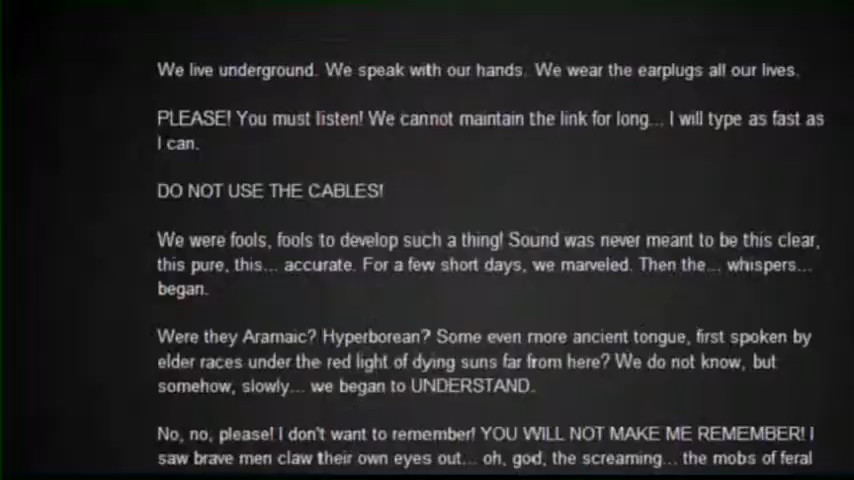 We live underground. We speak with our hands. We wear the earplugs all our lives.
PLEASE! You must listen! We cannot maintain the link for long... I will type as fast as
I can.
DO NOT USE THE CABLES!
We were fools, fools to develop such a thing! Sound was never meant to be this clear,
this pure, this... accurate. For a few short days, we marveled. Then the... whispers...
began.
Were they Aramaic? Hyperborean? Some even more ancient tongue, first spoken by
elder races under the red light of dying suns far from here? We do not know, but
somehow, slowly... we began to UNDERSTAND.
No, no, please! I don't want to remember! YOU WILL NOT MAKE ME REMEMBER! I
saw brave men claw their own eyes out... oh, god, the screaming... the mobs of feral